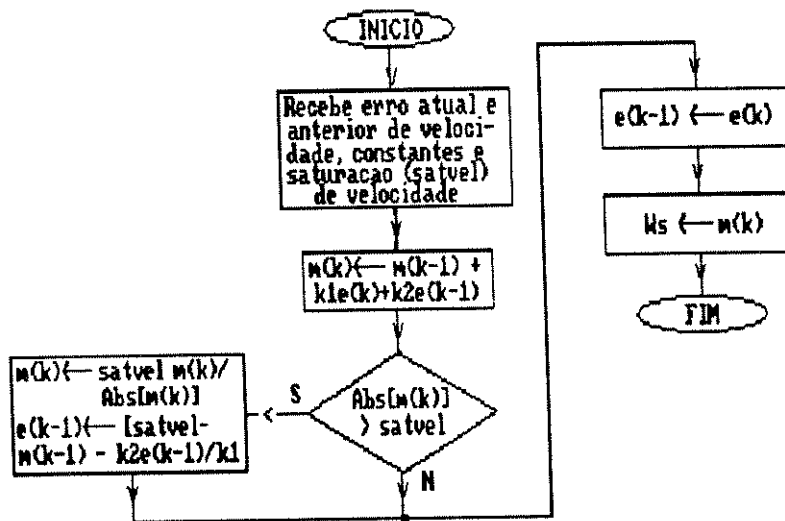 INICIO
Recebe erro atual e
anterior de veloci-
dade, constantes e
saturacao (satvel)
de velocidade
m(k)<— m(k-1) +
k1e(k)+k2e(k-1)
Abs[m(k)]
> satvel
S
N
m(k)<— satvel m(k)/
Abs[m(k)]
e(k-1)<— [satvel-
m(k-1) - k2e(k-1)/k1
e(k-1) <— e(k)
Ws <— m(k)
FIM